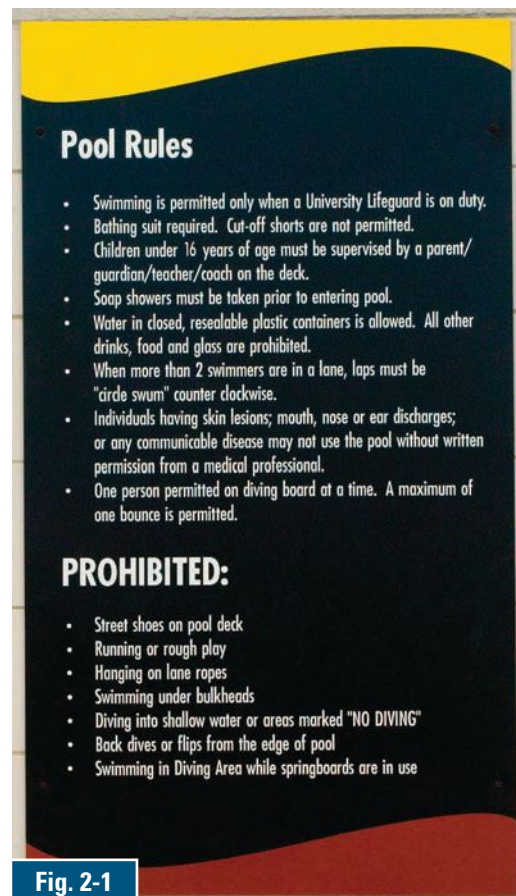 Pool Rules
• Swimming is permitted only when a University Lifeguard is on duty.
• Bathing suit required. Cut-off shorts are not permitted.
• Children under 16 years of age must be supervised by a parent/
guardian/teacher/coach on the deck.
• Soap showers must be taken prior to entering pool.
• Water in closed, resealable plastic containers is allowed. All other
drinks, food and glass are prohibited.
• When more than 2 swimmers are in a lane, laps must be
"circle swum" counter clockwise.
• Individuals having skin lesions; mouth, nose or ear discharges;
or any communicable disease may not use the pool without written
permission from a medical professional.
• One person permitted on diving board at a time. A maximum of
one bounce is permitted.
PROHIBITED:
• Street shoes on pool deck
• Running or rough play
• Hanging on lane ropes
• Swimming under bulkheads
• Diving into shallow water or areas marked "NO DIVING"
• Back dives or flips from the edge of pool
• Swimming in Diving Area while springboards are in use
Fig. 2-1